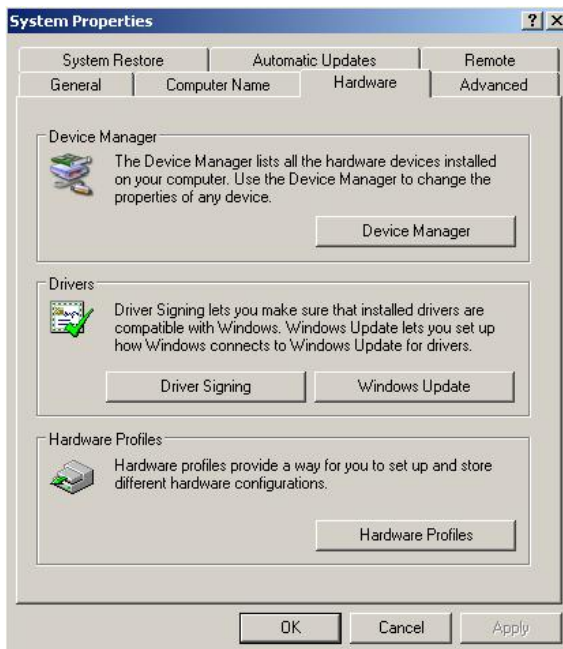 System Properties
System Restore
Automatic Updates
Remote
General
Computer Name
Hardware
Advanced
Device Manager
The Device Manager lists all the hardware devices installed
on your computer. Use the Device Manager to change the
properties of any device.
Device Manager
Drivers
Driver Signing lets you make sure that installed drivers are
compatible with Windows. Windows Update lets you set up
how Windows connects to Windows Update for drivers.
Driver Signing
Windows Update
Hardware Profiles
Hardware profiles provide a way for you to set up and store
different hardware configurations.
Hardware Profiles
OK
Cancel
Apply